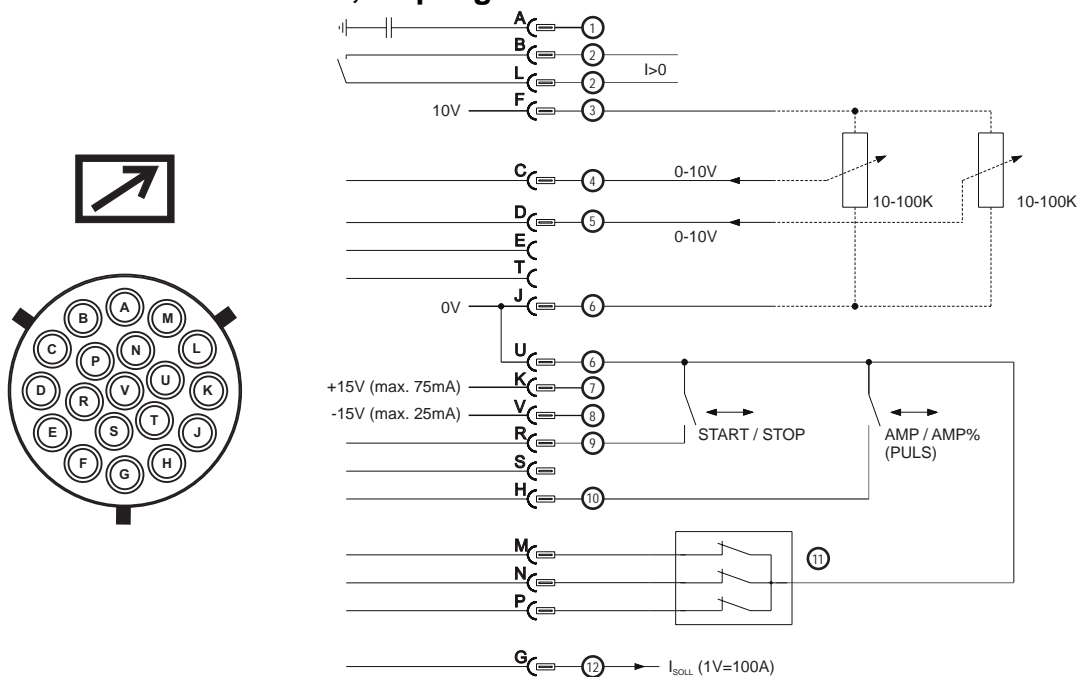 A 1
B 2
I>0
L 2
10V F 3
C 4 0-10V
10-100K 10-100K
D 5
0-10V
E
T
0V J 6
U 6
+15V (max. 75mA) K 7
-15V (max. 25mA) V 8
R 9 START / STOP AMP / AMP%
(PULS)
S
H 10
M 11
N
P
G 12 ISOLL (1V=100A)
A
B M
N
C P L
U
D R V K
T
E S J
F H
G